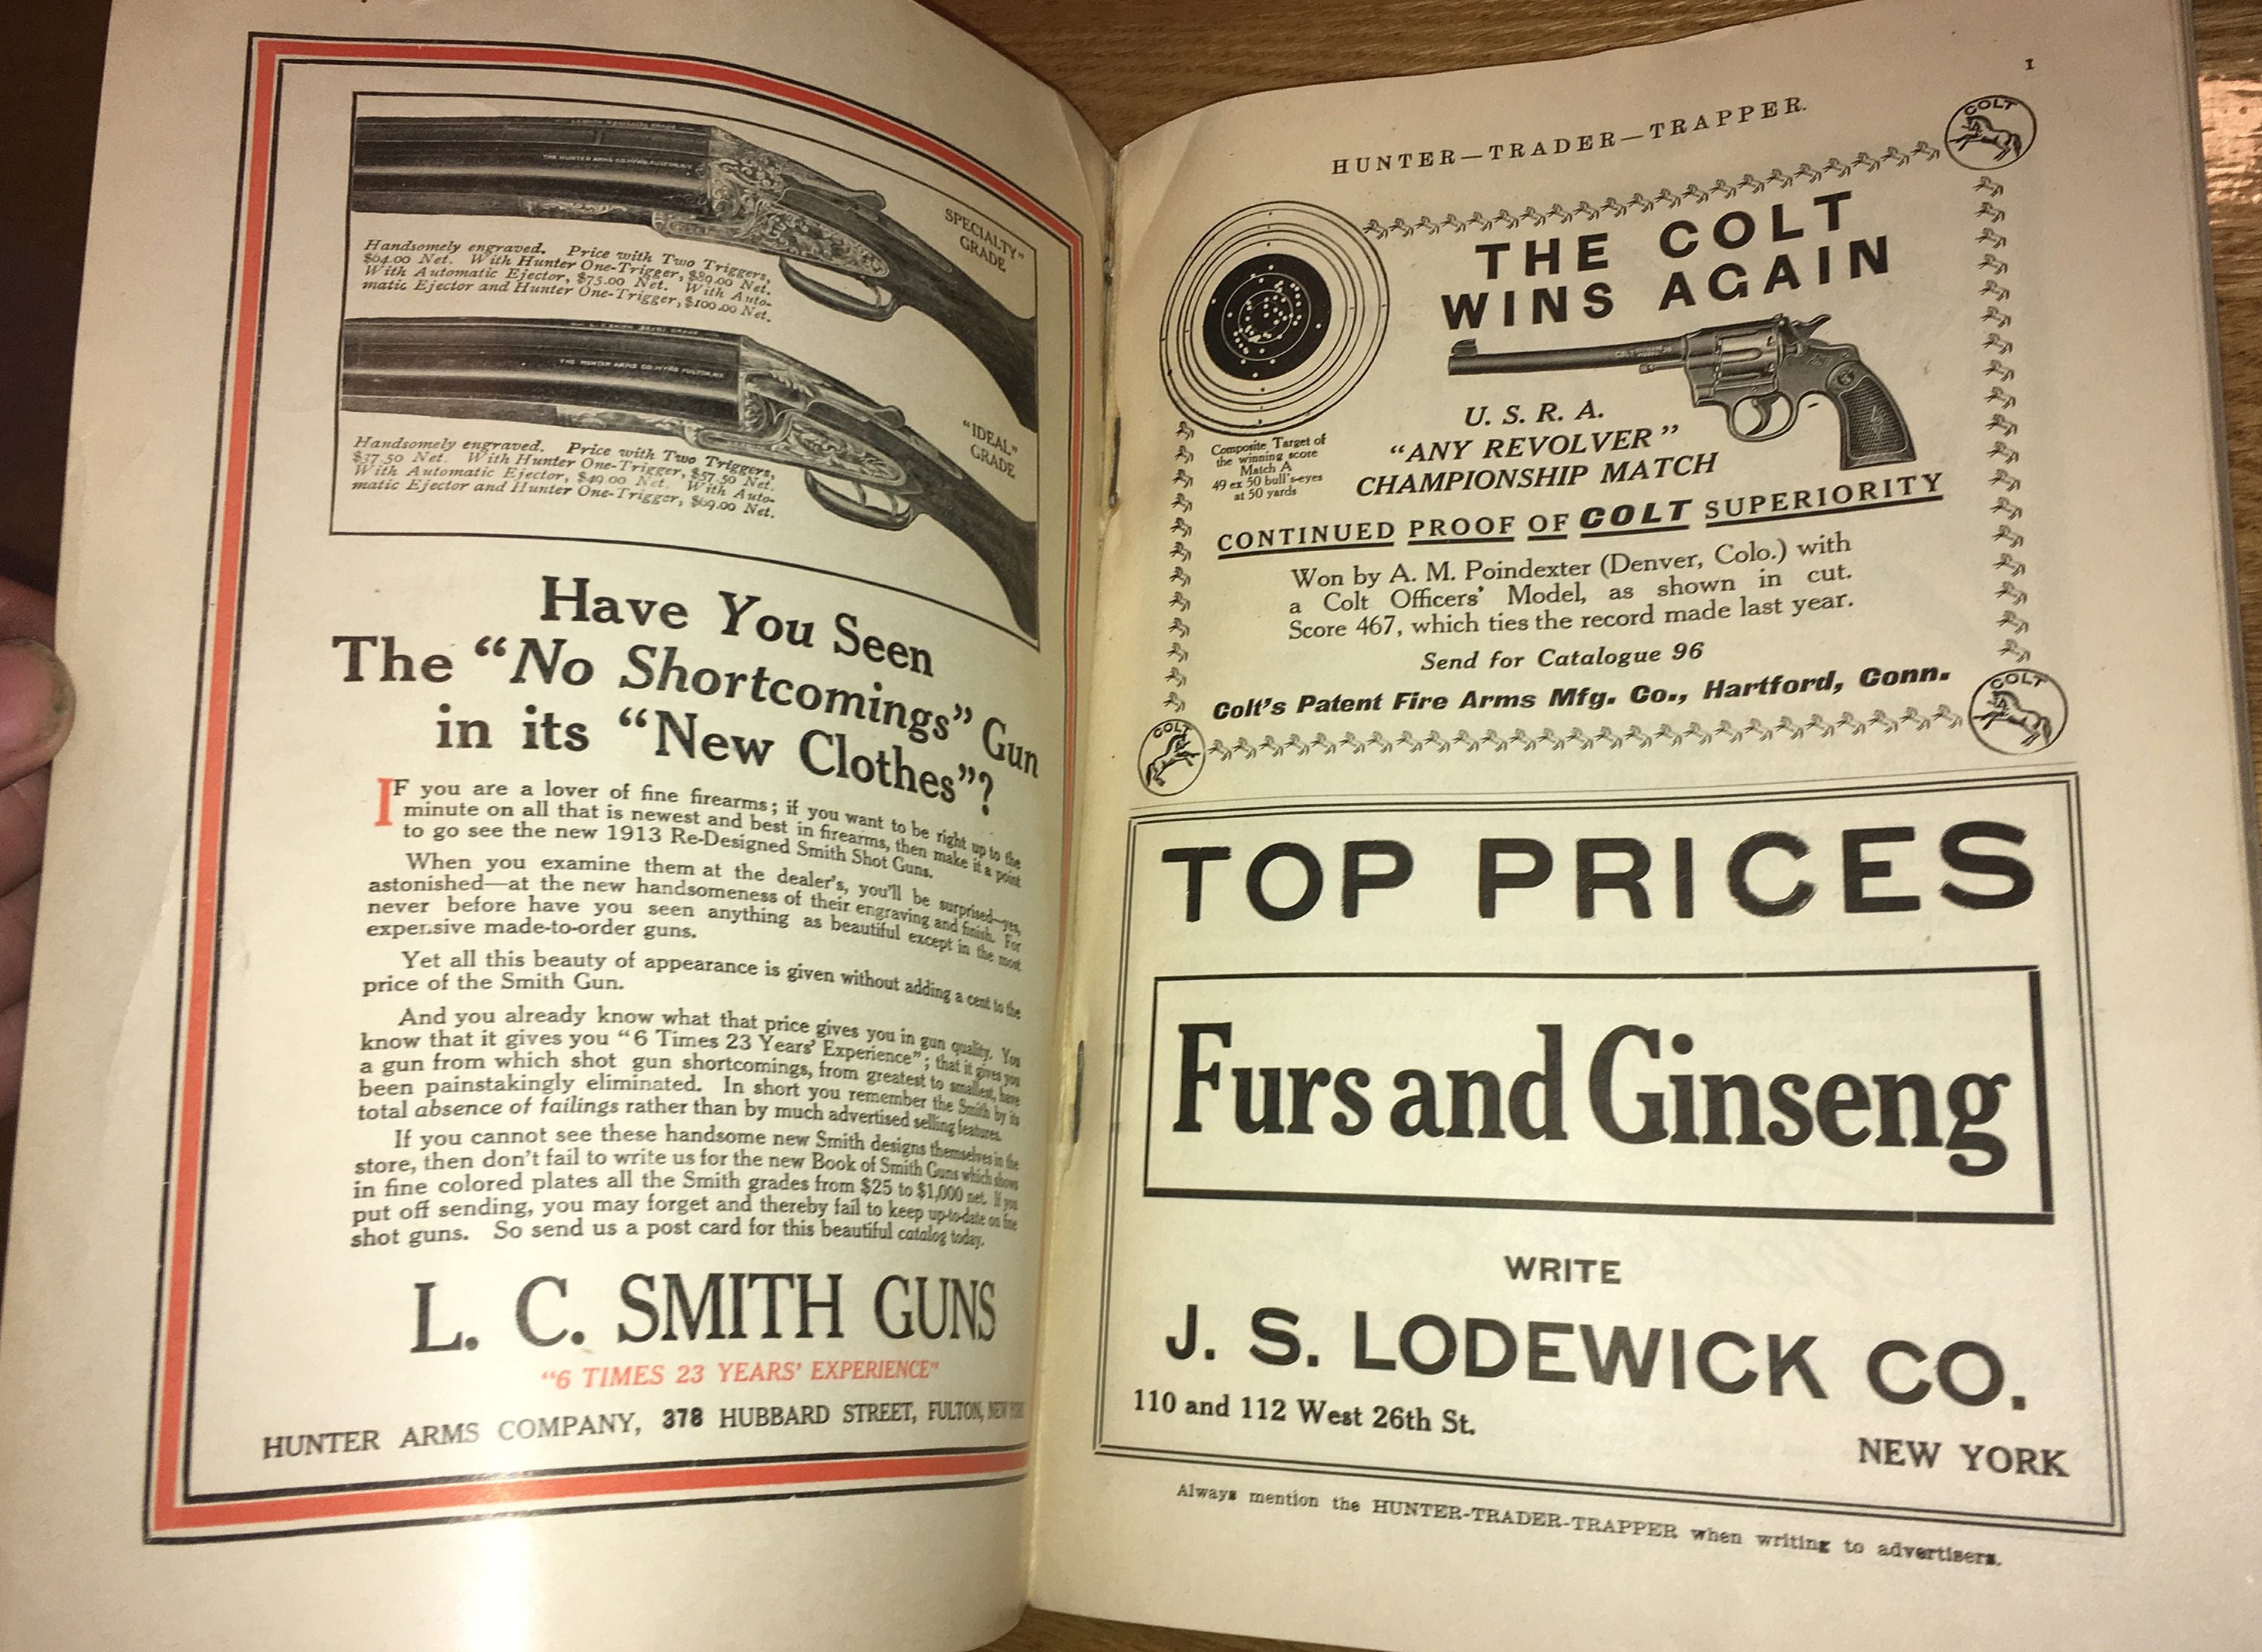 "SPECIALTY"
GRADE
THE HUNTER ARMS CO. MFRS. FULTON, N.Y.
Handsomely engraved. Price with Two Triggers,
$64.00 Net. With Hunter One-Trigger, $89.00 Net.
With Automatic Ejector, $75.00 Net. With Auto-
matic Ejector and Hunter One-Trigger, $100.00 Net.
THE HUNTER ARMS CO. MFRS. FULTON, N.Y.
"IDEAL"
GRADE
Handsomely engraved. Price with Two Triggers,
$37.50 Net. With Hunter One-Trigger, $57.50 Net.
With Automatic Ejector, $49.00 Net. With Auto-
matic Ejector and Hunter One-Trigger, $69.00 Net.
Have You Seen
The "No Shortcomings" Gun
in its "New Clothes"?
IF you are a lover of fine firearms; if you want to be right up to the
minute on all that is newest and best in firearms, then make it a point
to go see the new 1913 Re-Designed Smith Shot Guns.
When you examine them at the dealer's, you'll be surprised—yes,
astonished—at the new handsomeness of their engraving and finish. For
never before have you seen anything as beautiful except in the most
expensive made-to-order guns.
Yet all this beauty of appearance is given without adding a cent to the
price of the Smith Gun.
And you already know what that price gives you in gun quality. You
know that it gives you "6 Times 23 Years' Experience"; that it gives you
a gun from which shot gun shortcomings, from greatest to smallest, have
been painstakingly eliminated. In short you remember the Smith by its
total absence of failings rather than by much advertised selling features.
If you cannot see these handsome new Smith designs themselves in the
store, then don't fail to write us for the new Book of Smith Guns which shows
in fine colored plates all the Smith grades from $25 to $1,000 net. If you
put off sending, you may forget and thereby fail to keep up-to-date on fine
shot guns. So send us a post card for this beautiful catalog today.
L. C. SMITH GUNS
"6 TIMES 23 YEARS' EXPERIENCE"
HUNTER ARMS COMPANY, 378 HUBBARD STREET, FULTON, NEW YORK
1
HUNTER—TRADER—TRAPPER.
COLT
THE COLT
WINS AGAIN
U. S. R. A.
"ANY REVOLVER"
CHAMPIONSHIP MATCH
Composite Target of
the winning score
Match A
49 ex 50 bull's-eyes
at 50 yards
CONTINUED PROOF OF COLT SUPERIORITY
Won by A. M. Poindexter (Denver, Colo.) with
a Colt Officers' Model, as shown in cut.
Score 467, which ties the record made last year.
Send for Catalogue 96
Colt's Patent Fire Arms Mfg. Co., Hartford, Conn.
COLT
COLT
TOP PRICES
Furs and Ginseng
WRITE
J. S. LODEWICK CO.
110 and 112 West 26th St.
NEW YORK
Always mention the HUNTER-TRADER-TRAPPER when writing to advertisers.